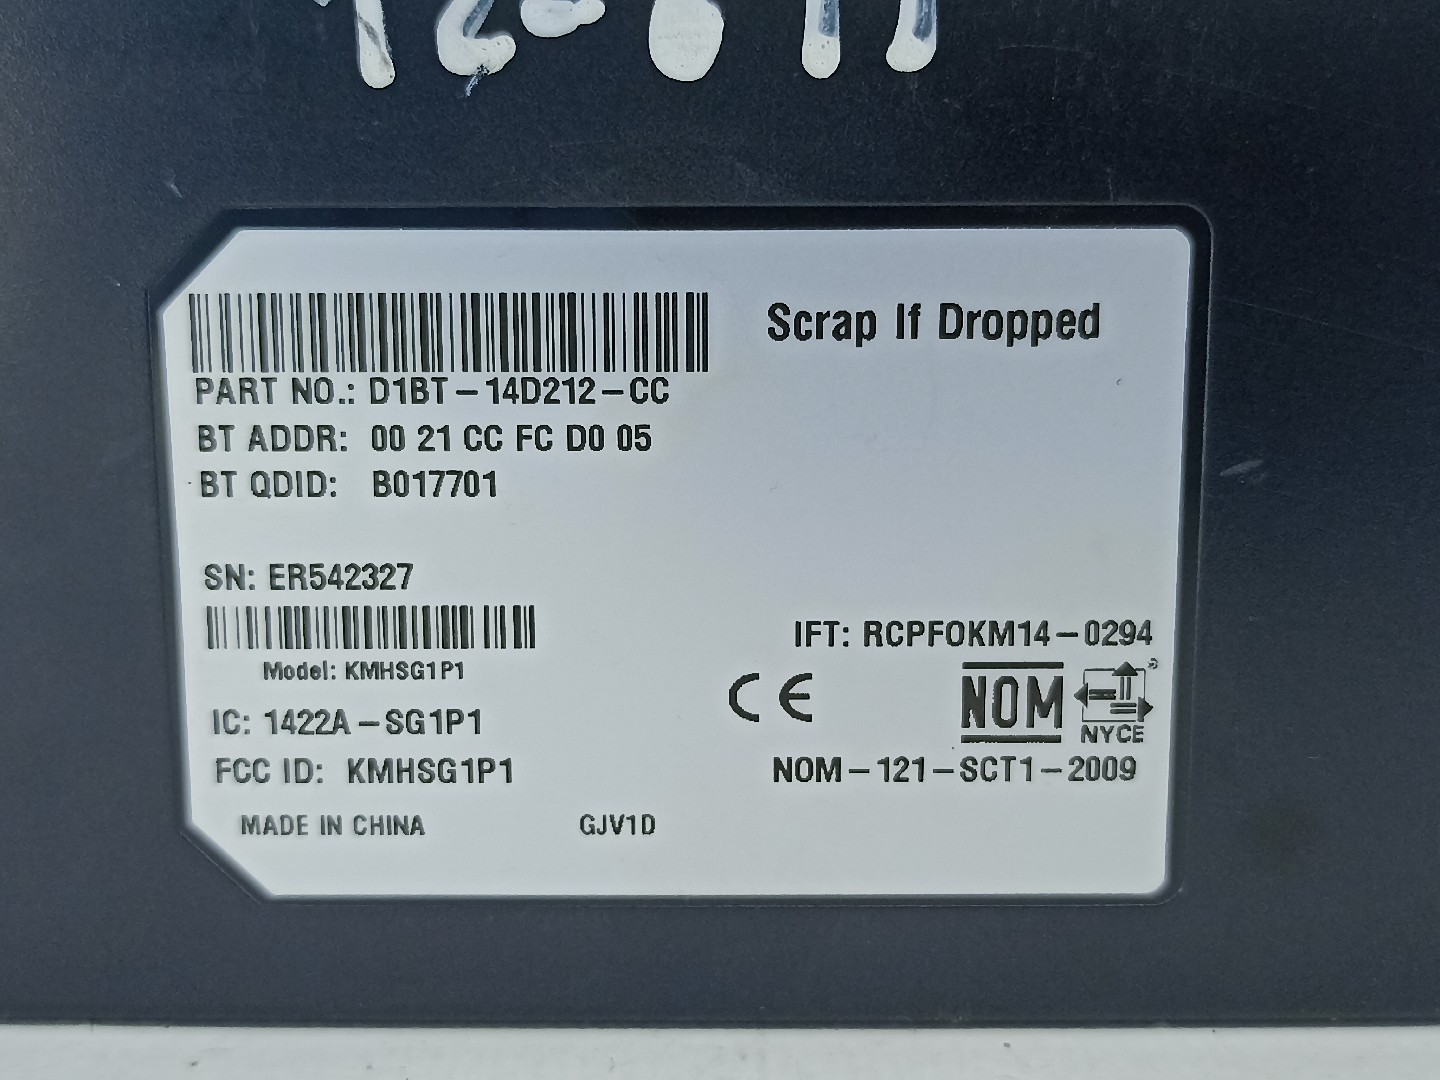 Scrap If Dropped
PART NO.: D1BT-14D212-CC
BT ADDR: 00 21 CC FC D0 05
BT QDID: B017701
SN: ER542327
Model: KMHSG1P1
IC: 1422A-SG1P1
FCC ID: KMHSG1P1
MADE IN CHINA
GJV1D
IFT: RCPFOKM14-0294
CE
NOM
NYCE
NOM-121-SCT1-2009